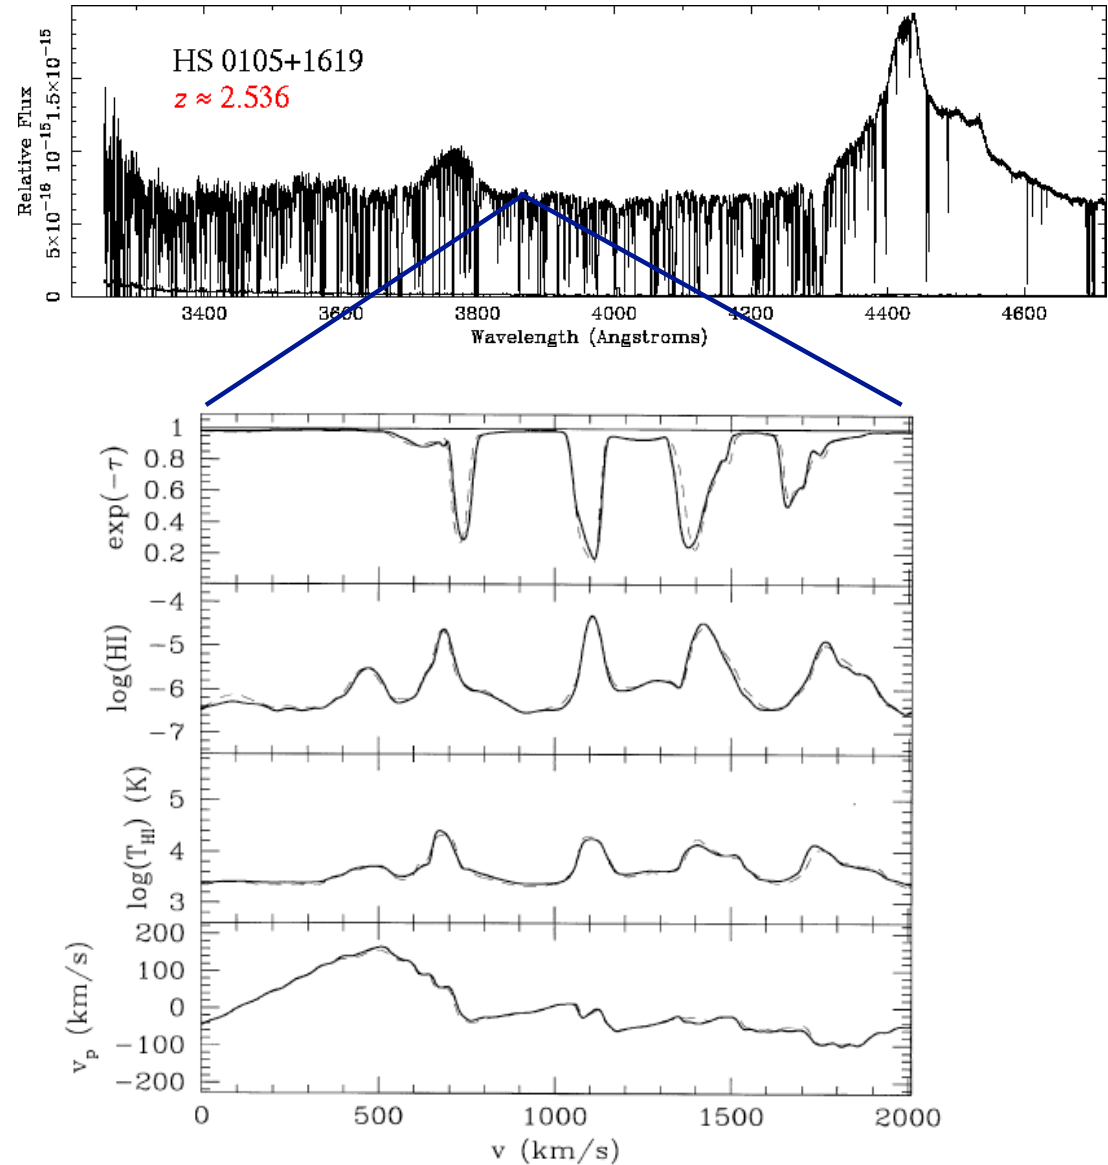 HS 0105+1619
z ≈ 2.536
Relative Flux
0 5×10⁻¹⁶ 10⁻¹⁵ 1.5×10⁻¹⁵
3400 3600 3800 4000 4200 4400 4600
Wavelength (Angstroms)
exp(−τ)
1
0.8
0.6
0.4
0.2
log(HI)
−4
−5
−6
−7
log(T_HI) (K)
5
4
3
v_p (km/s)
200
100
0
−100
−200
0 500 1000 1500 2000
v (km/s)